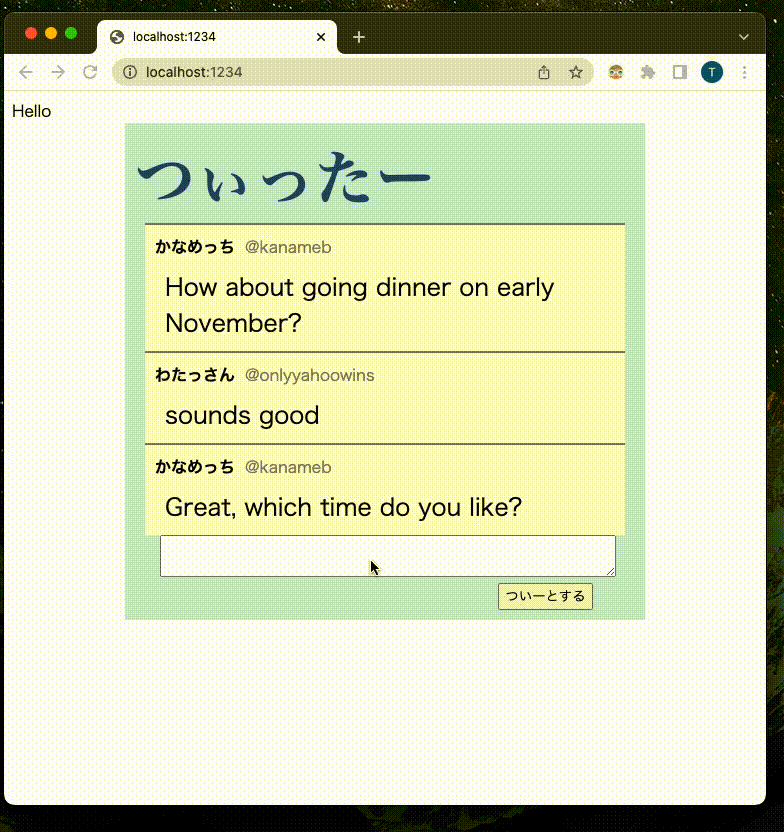 localhost:1234
localhost:1234
T
Hello
つぃったー
かなめっち @kanameb
How about going dinner on early
November?
わたっさん @onlyyahoowins
sounds good
かなめっち @kanameb
Great, which time do you like?
ついーとする